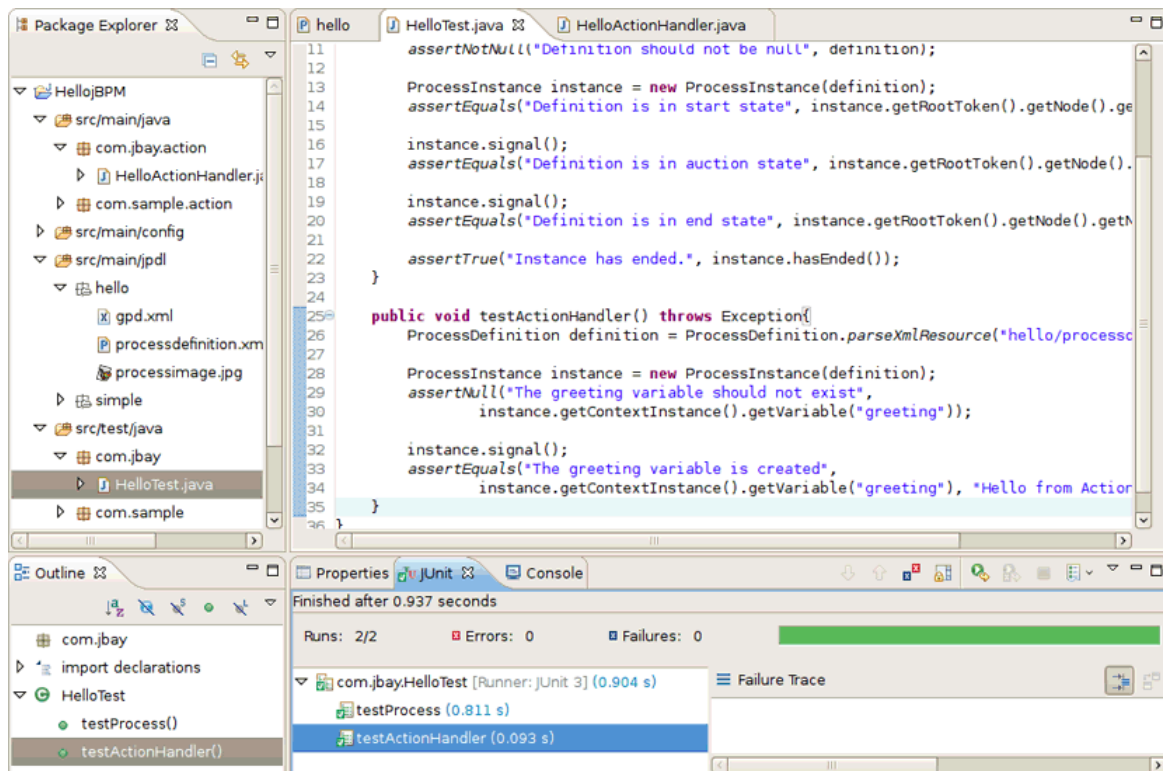 Package Explorer
HellojBPM
src/main/java
com.jbay.action
HelloActionHandler.ja
com.sample.action
src/main/config
src/main/jpdl
hello
gpd.xml
processdefinition.xm
processimage.jpg
simple
src/test/java
com.jbay
HelloTest.java
com.sample
hello
HelloTest.java
HelloActionHandler.java
11 assertNotNull("Definition should not be null", definition);
12
13 ProcessInstance instance = new ProcessInstance(definition);
14 assertEquals("Definition is in start state", instance.getRootToken().getNode().ge
15
16 instance.signal();
17 assertEquals("Definition is in auction state", instance.getRootToken().getNode().
18
19 instance.signal();
20 assertEquals("Definition is in end state", instance.getRootToken().getNode().getN
21
22 assertTrue("Instance has ended.", instance.hasEnded());
23 }
24
25 public void testActionHandler() throws Exception{
26 ProcessDefinition definition = ProcessDefinition.parseXmlResource("hello/processd
27
28 ProcessInstance instance = new ProcessInstance(definition);
29 assertNull("The greeting variable should not exist",
30 instance.getContextInstance().getVariable("greeting"));
31
32 instance.signal();
33 assertEquals("The greeting variable is created",
34 instance.getContextInstance().getVariable("greeting"), "Hello from Action
35 }
36 }
Outline
com.jbay
import declarations
HelloTest
testProcess()
testActionHandler()
Properties JUnit Console
Finished after 0.937 seconds
Runs: 2/2 Errors: 0 Failures: 0
com.jbay.HelloTest [Runner: JUnit 3] (0.904 s)
testProcess (0.811 s)
testActionHandler (0.093 s)
Failure Trace